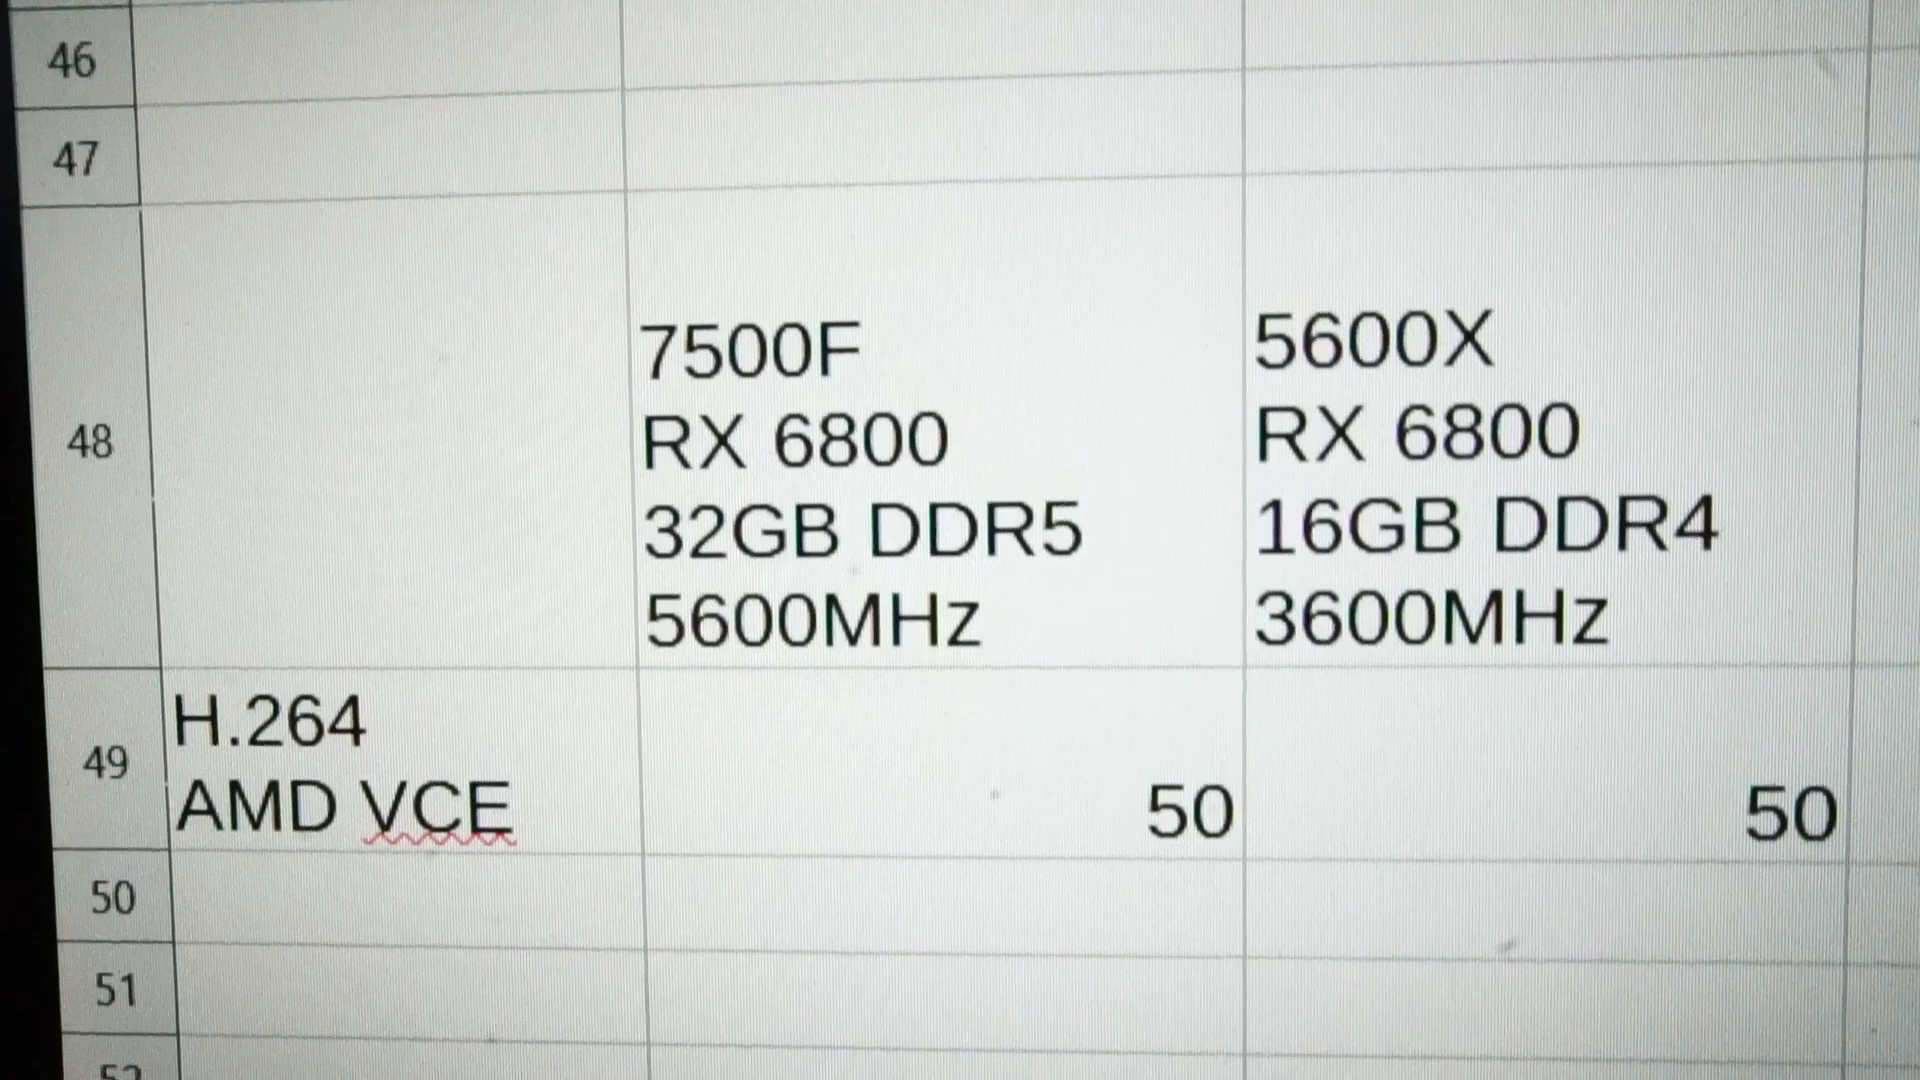 46
47
48
7500F
RX 6800
32GB DDR5
5600MHz
5600X
RX 6800
16GB DDR4
3600MHz
49
H.264
AMD VCE
50
50
50
51
52